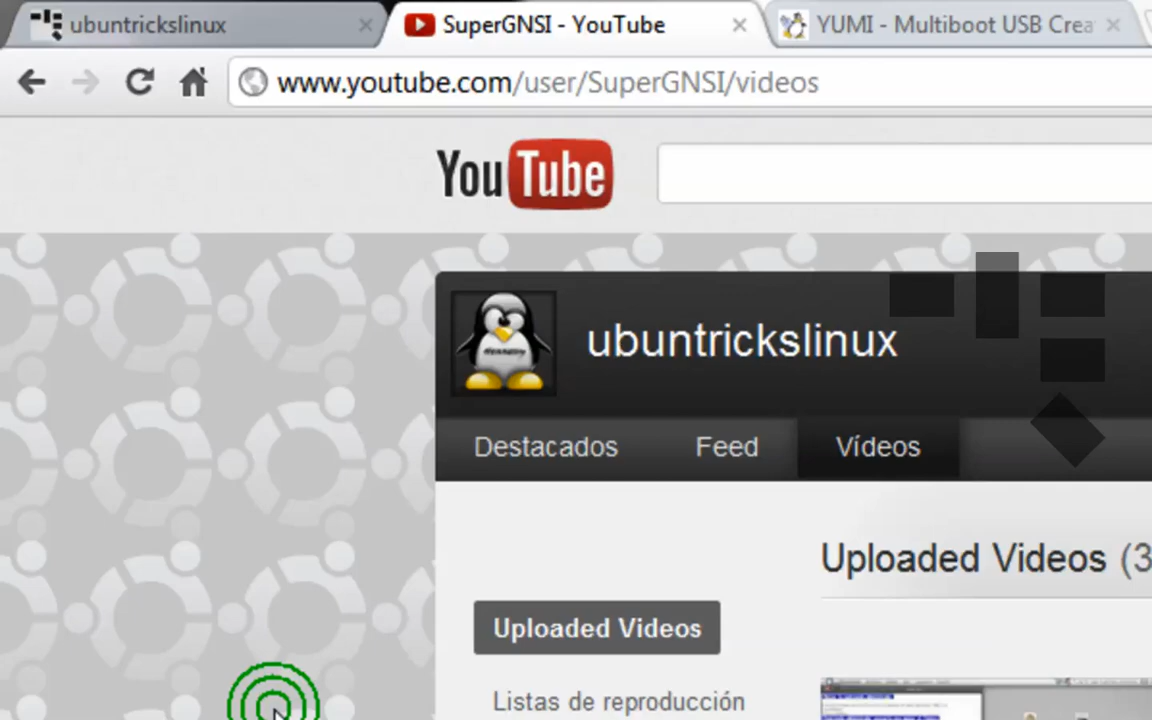 ubuntrickslinux
SuperGNSI - YouTube
YUMI - Multiboot USB Crea
www.youtube.com/user/SuperGNSI/videos
YouTube
ubuntrickslinux
Destacados
Feed
Vídeos
Uploaded Videos (3
Uploaded Videos
Listas de reproducción